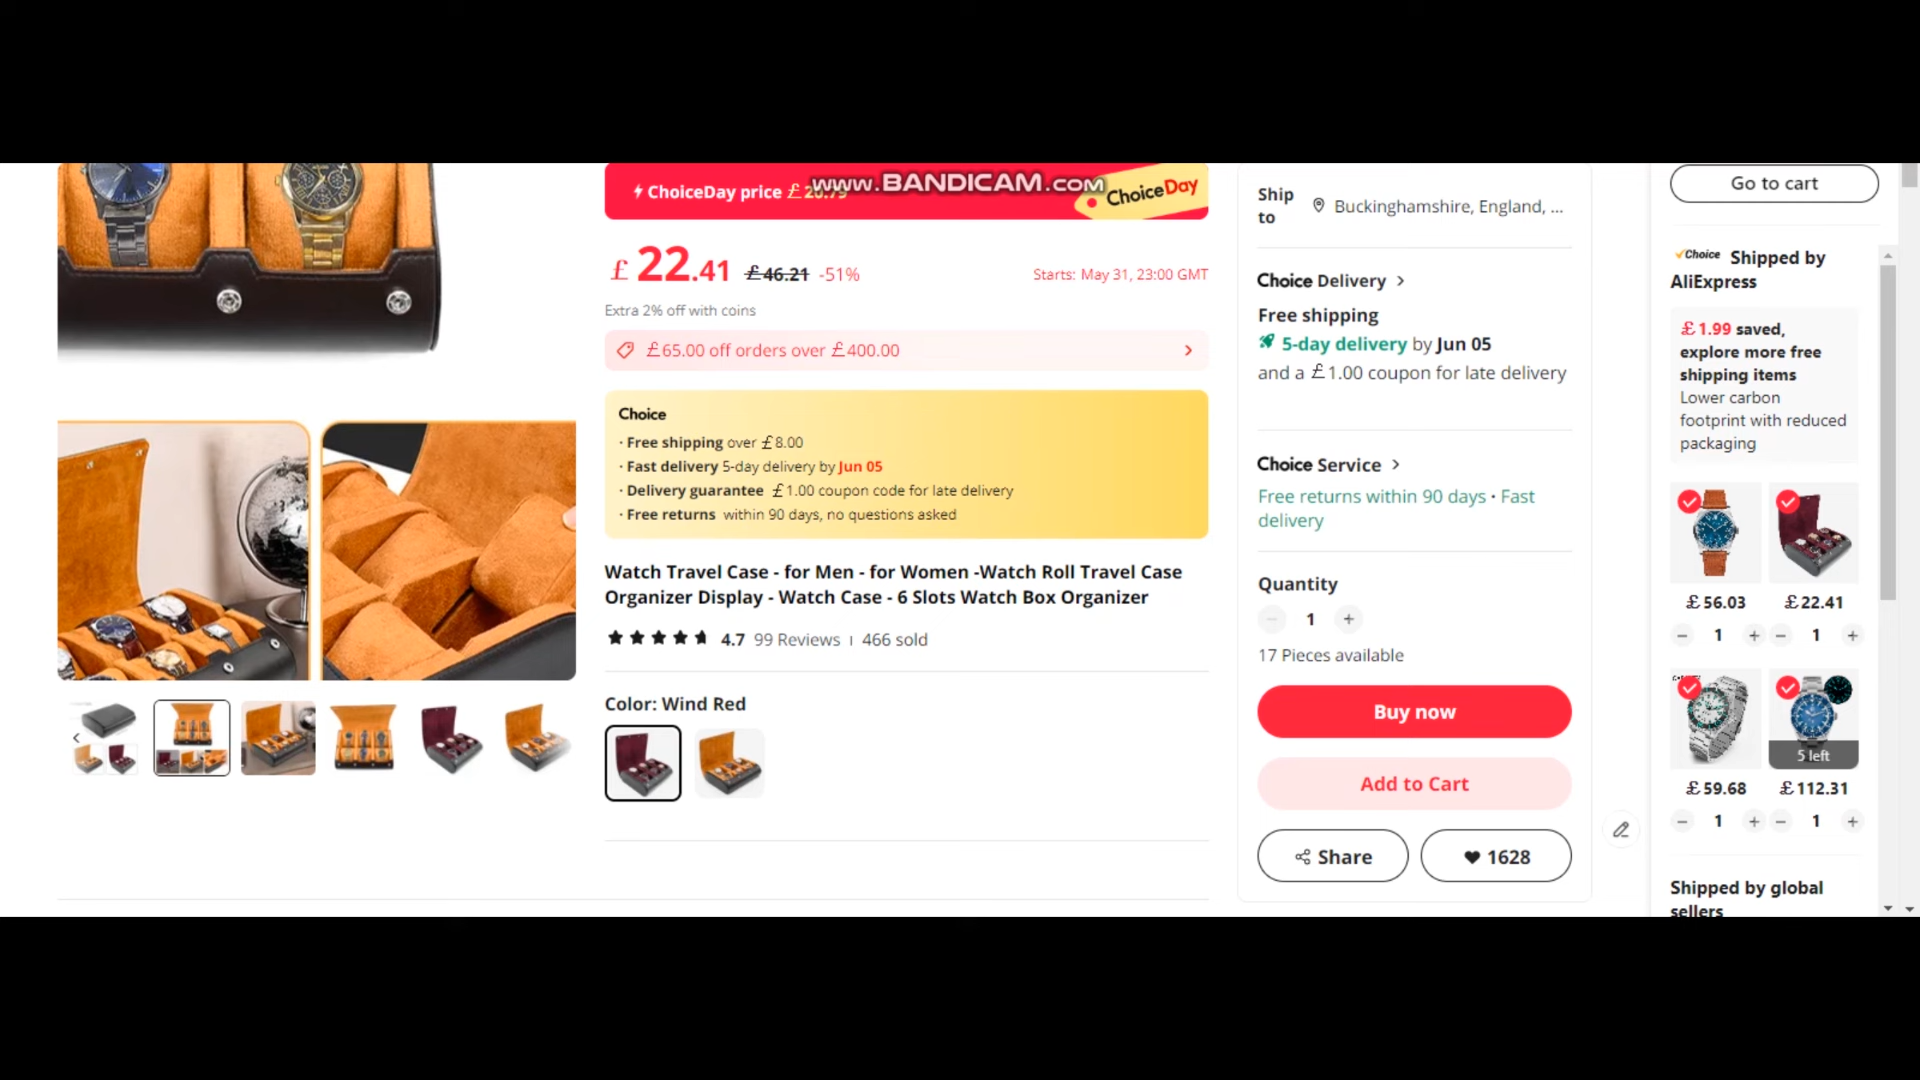 www.BANDICAM.com
ChoiceDay price £20.79
ChoiceDay
£22.41 £46.21 -51%
Starts: May 31, 23:00 GMT
Extra 2% off with coins
£65.00 off orders over £400.00
Choice
· Free shipping over £8.00
· Fast delivery 5-day delivery by Jun 05
· Delivery guarantee £1.00 coupon code for late delivery
· Free returns within 90 days, no questions asked
Watch Travel Case - for Men - for Women -Watch Roll Travel Case
Organizer Display - Watch Case - 6 Slots Watch Box Organizer
4.7 99 Reviews 466 sold
Color: Wind Red
Ship
to
Buckinghamshire, England, ...
Choice Delivery
Free shipping
5-day delivery by Jun 05
and a £1.00 coupon for late delivery
Choice Service
Free returns within 90 days · Fast
delivery
Quantity
1
17 Pieces available
Buy now
Add to Cart
Share
1628
Go to cart
Choice Shipped by
AliExpress
£1.99 saved,
explore more free
shipping items
Lower carbon
footprint with reduced
packaging
£56.03 £22.41
1 1
5 left
£59.68 £112.31
1 1
Shipped by global
sellers